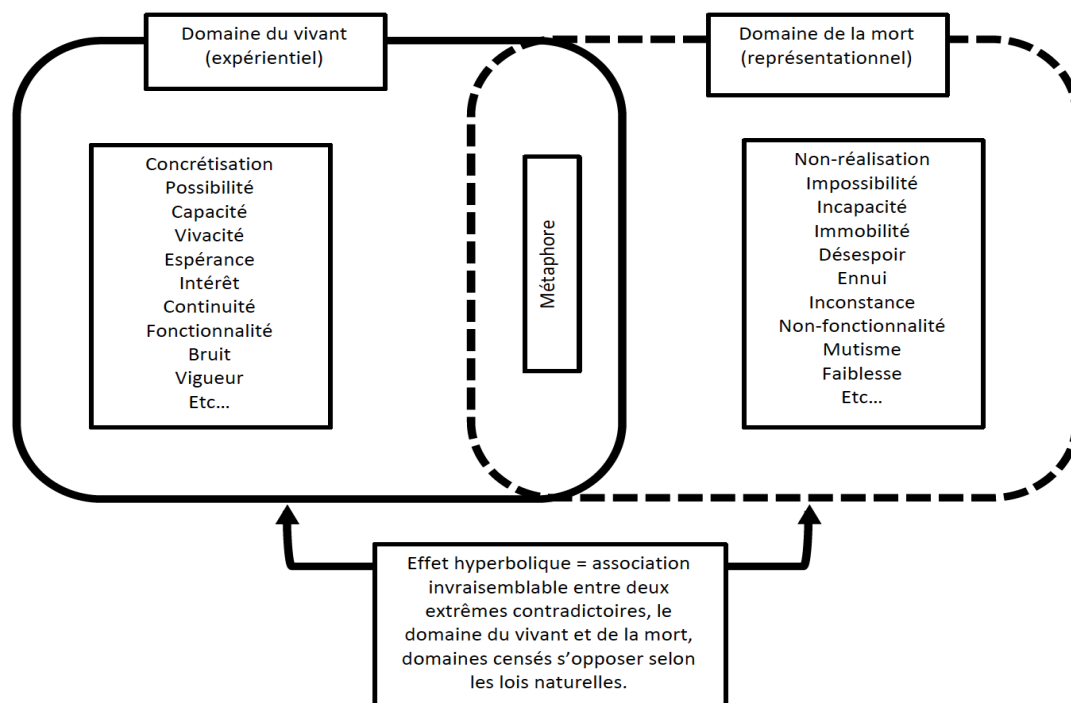 Domaine du vivant
(expérientiel)
Domaine de la mort
(représentationnel)
Concrétisation
Possibilité
Capacité
Vivacité
Espérance
Intérêt
Continuité
Fonctionnalité
Bruit
Vigueur
Etc...
Métaphore
Non-réalisation
Impossibilité
Incapacité
Immobilité
Désespoir
Ennui
Inconstance
Non-fonctionnalité
Mutisme
Faiblesse
Etc...
Effet hyperbolique = association
invraisemblable entre deux
extrêmes contradictoires, le
domaine du vivant et de la mort,
domaines censés s’opposer selon
les lois naturelles.